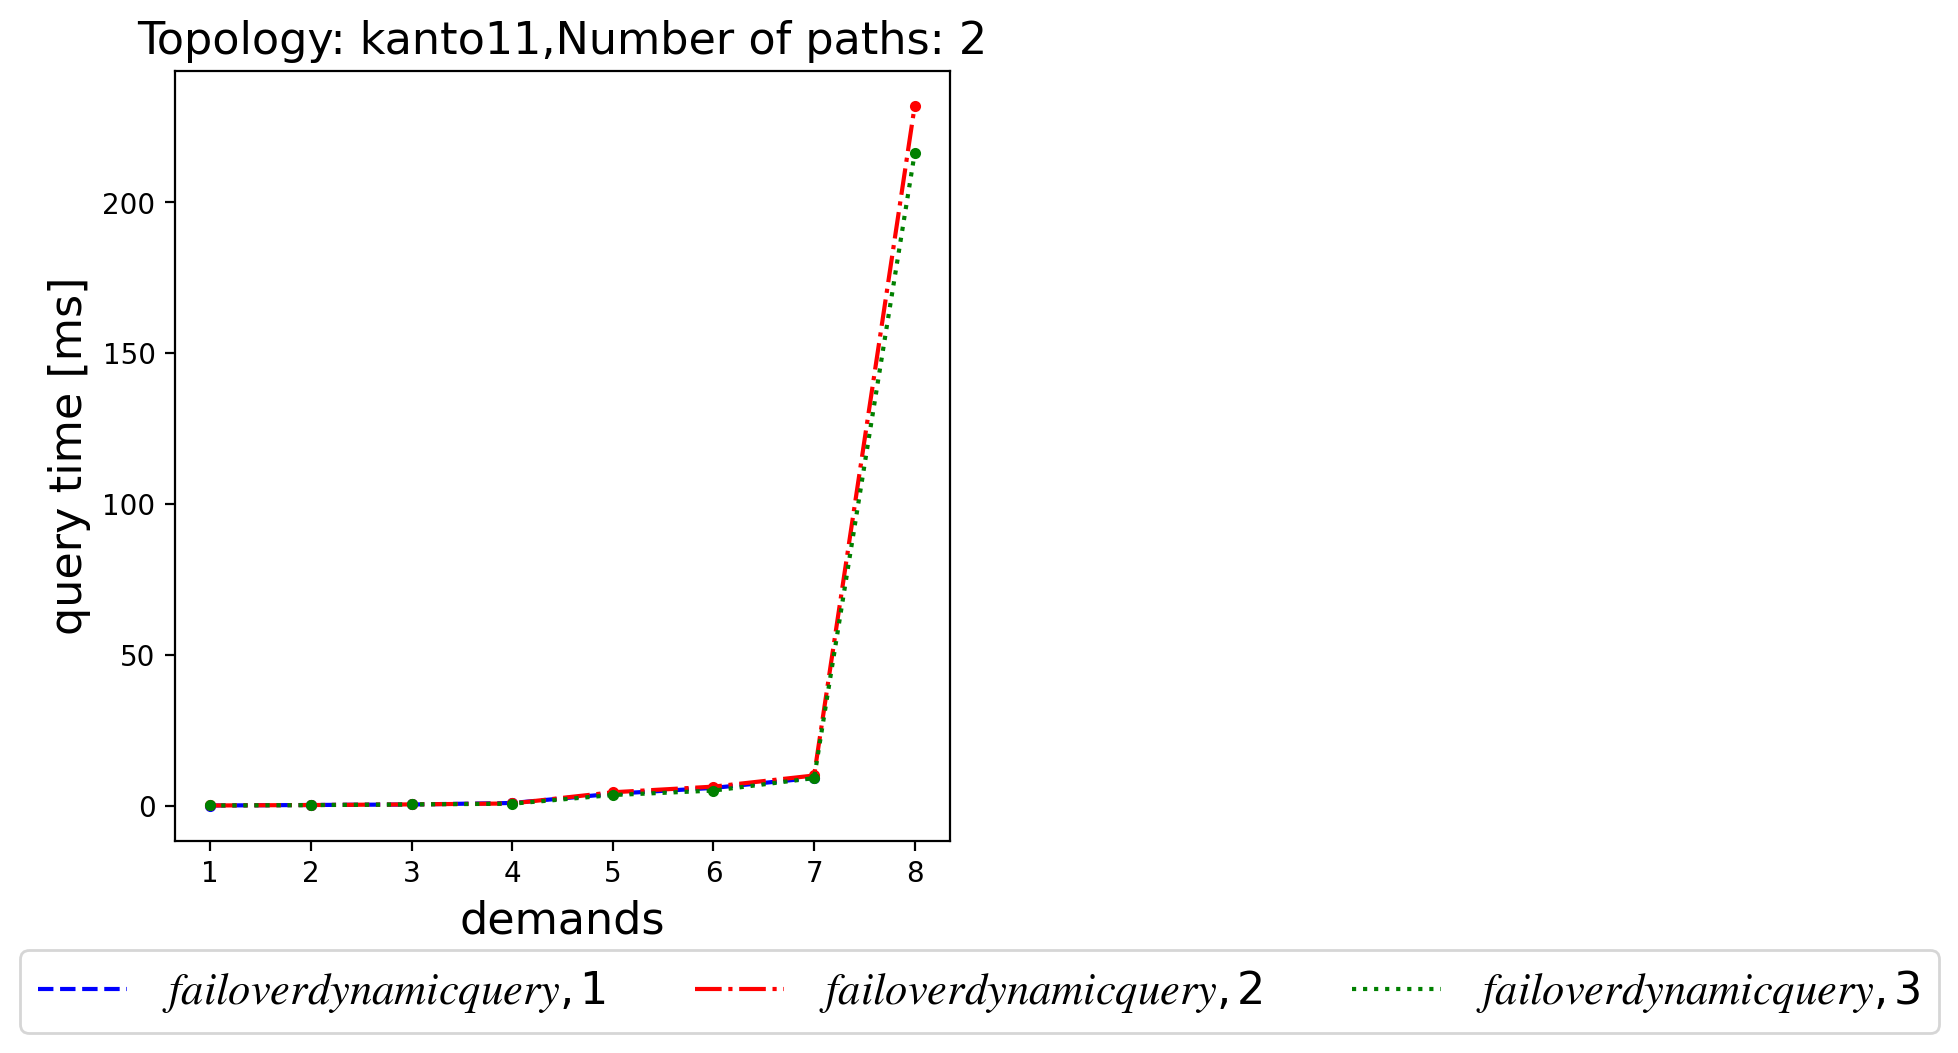 Topology: kanto11,Number of paths: 2
query time [ms]
200
150
100
50
0
1 2 3 4 5 6 7 8
demands
failoverdynamicquery, 1 failoverdynamicquery, 2 failoverdynamicquery, 3